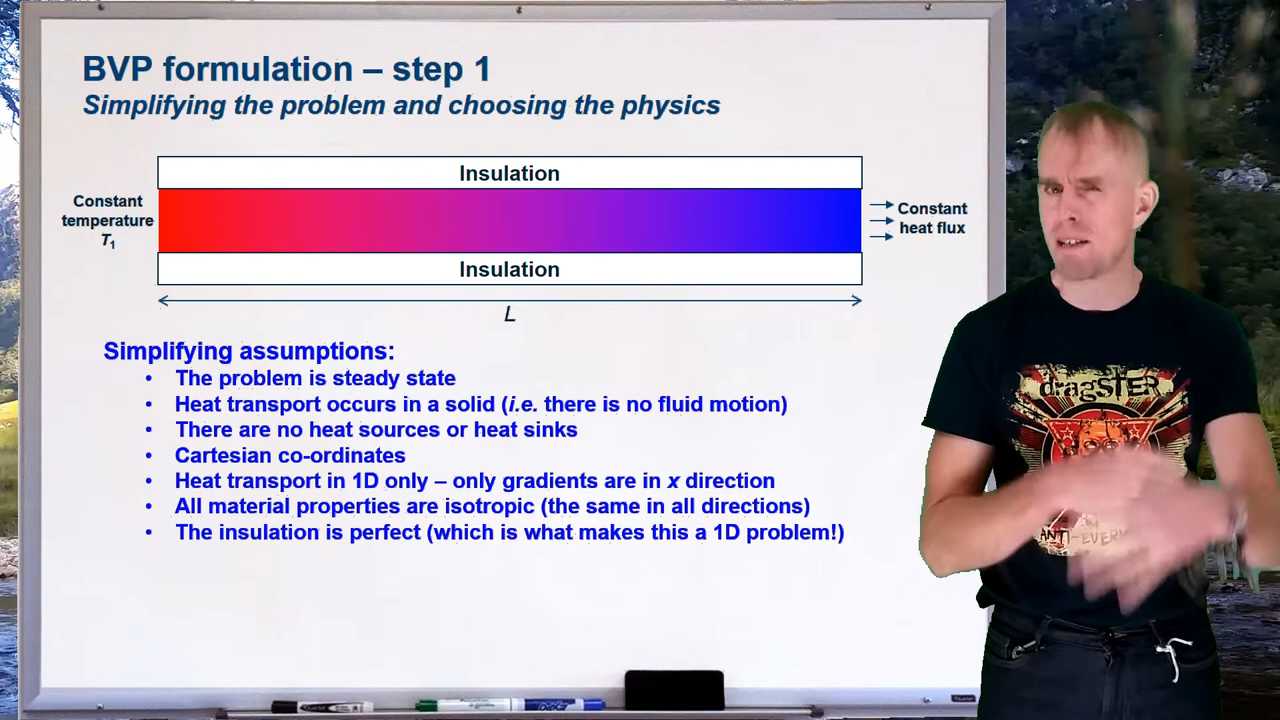 BVP formulation – step 1
Simplifying the problem and choosing the physics
Insulation
Constant
temperature
T₁
Constant
heat flux
Insulation
L
Simplifying assumptions:
• The problem is steady state
• Heat transport occurs in a solid (i.e. there is no fluid motion)
• There are no heat sources or heat sinks
• Cartesian co-ordinates
• Heat transport in 1D only – only gradients are in x direction
• All material properties are isotropic (the same in all directions)
• The insulation is perfect (which is what makes this a 1D problem!)
dragSTER